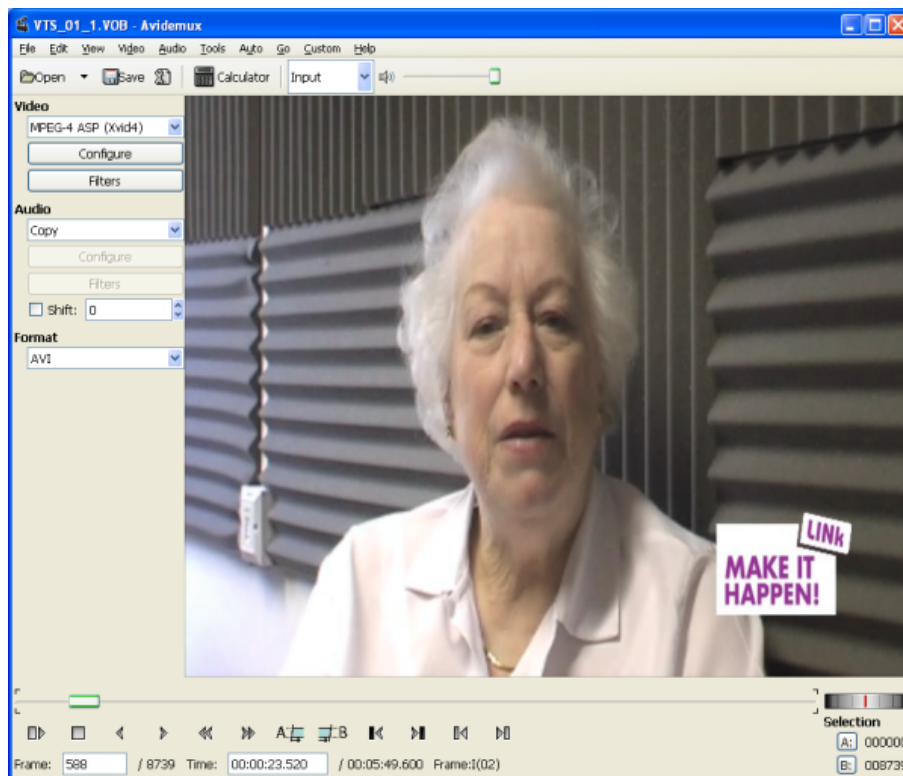 VTS_01_1.VOB - Avidemux
File Edit View Video Audio Tools Auto Go Custom Help
Open Save Calculator Input
Video
MPEG-4 ASP (Xvid4)
Configure
Filters
Audio
Copy
Configure
Filters
Shift: 0
Format
AVI
LINk
MAKE IT
HAPPEN!
A B
Selection
A: 000000
B: 008739
Frame: 588 / 8739 Time: 00:00:23.520 / 00:05:49.600 Frame:I(02)